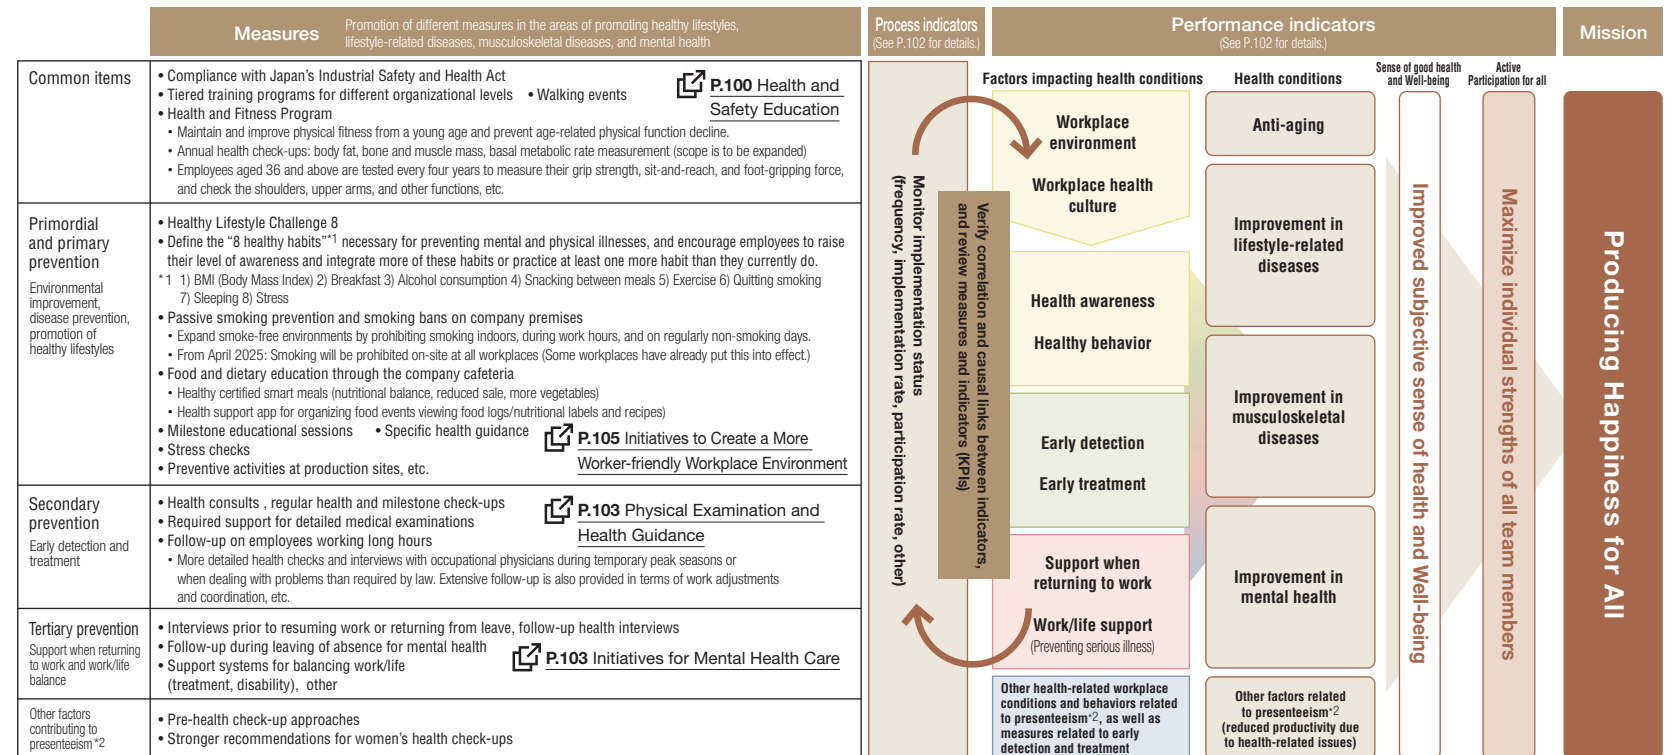 Measures
Promotion of different measures in the areas of promoting healthy lifestyles,
lifestyle-related diseases, musculoskeletal diseases, and mental health
Process indicators
(See P.102 for details.)
Performance indicators
(See P.102 for details.)
Mission
Common items
• Compliance with Japan's Industrial Safety and Health Act
• Tiered training programs for different organizational levels • Walking events
• Health and Fitness Program
• Maintain and improve physical fitness from a young age and prevent age-related physical function decline.
• Annual health check-ups: body fat, bone and muscle mass, basal metabolic rate measurement (scope is to be expanded)
• Employees aged 36 and above are tested every four years to measure their grip strength, sit-and-reach, and foot-gripping force,
and check the shoulders, upper arms, and other functions, etc.
P.100 Health and
Safety Education
Primordial
and primary
prevention
Environmental
improvement,
disease prevention,
promotion of
healthy lifestyles
• Healthy Lifestyle Challenge 8
• Define the “8 healthy habits”*1 necessary for preventing mental and physical illnesses, and encourage employees to raise
their level of awareness and integrate more of these habits or practice at least one more habit than they currently do.
*1 1) BMI (Body Mass Index) 2) Breakfast 3) Alcohol consumption 4) Snacking between meals 5) Exercise 6) Quitting smoking
7) Sleeping 8) Stress
• Passive smoking prevention and smoking bans on company premises
• Expand smoke-free environments by prohibiting smoking indoors, during work hours, and on regularly non-smoking days.
• From April 2025: Smoking will be prohibited on-site at all workplaces (Some workplaces have already put this into effect.)
• Food and dietary education through the company cafeteria
• Healthy certified smart meals (nutritional balance, reduced sale, more vegetables)
• Health support app for organizing food events viewing food logs/nutritional labels and recipes)
• Milestone educational sessions • Specific health guidance
• Stress checks
• Preventive activities at production sites, etc.
P.105 Initiatives to Create a More
Worker-friendly Workplace Environment
Secondary
prevention
Early detection and
treatment
• Health consults , regular health and milestone check-ups
• Required support for detailed medical examinations
• Follow-up on employees working long hours
• More detailed health checks and interviews with occupational physicians during temporary peak seasons or
when dealing with problems than required by law. Extensive follow-up is also provided in terms of work adjustments
and coordination, etc.
P.103 Physical Examination and
Health Guidance
Tertiary prevention
Support when returning
to work and work/life
balance
• Interviews prior to resuming work or returning from leave, follow-up health interviews
• Follow-up during leaving of absence for mental health
• Support systems for balancing work/life
(treatment, disability), other
P.103 Initiatives for Mental Health Care
Other factors
contributing to
presenteeism*2
• Pre-health check-up approaches
• Stronger recommendations for women's health check-ups
Monitor implementation status
(frequency, implementation rate, participation rate, other)
Verify correlation and causal links between indicators,
and review measures and indicators (KPIs)
Factors impacting health conditions
Workplace
environment
Workplace health
culture
Health awareness
Healthy behavior
Early detection
Early treatment
Support when
returning to work
Work/life support
(Preventing serious illness)
Other health-related workplace
conditions and behaviors related
to presenteeism*2, as well as
measures related to early
detection and treatment
Health conditions
Anti-aging
Improvement in
lifestyle-related
diseases
Improvement in
musculoskeletal
diseases
Improvement in
mental health
Other factors related
to presenteeism*2
(reduced productivity due
to health-related issues)
Sense of good health
and Well-being
Improved subjective sense of health and Well-being
Active
Participation for all
Maximize individual strengths of all team members
Producing Happiness for All